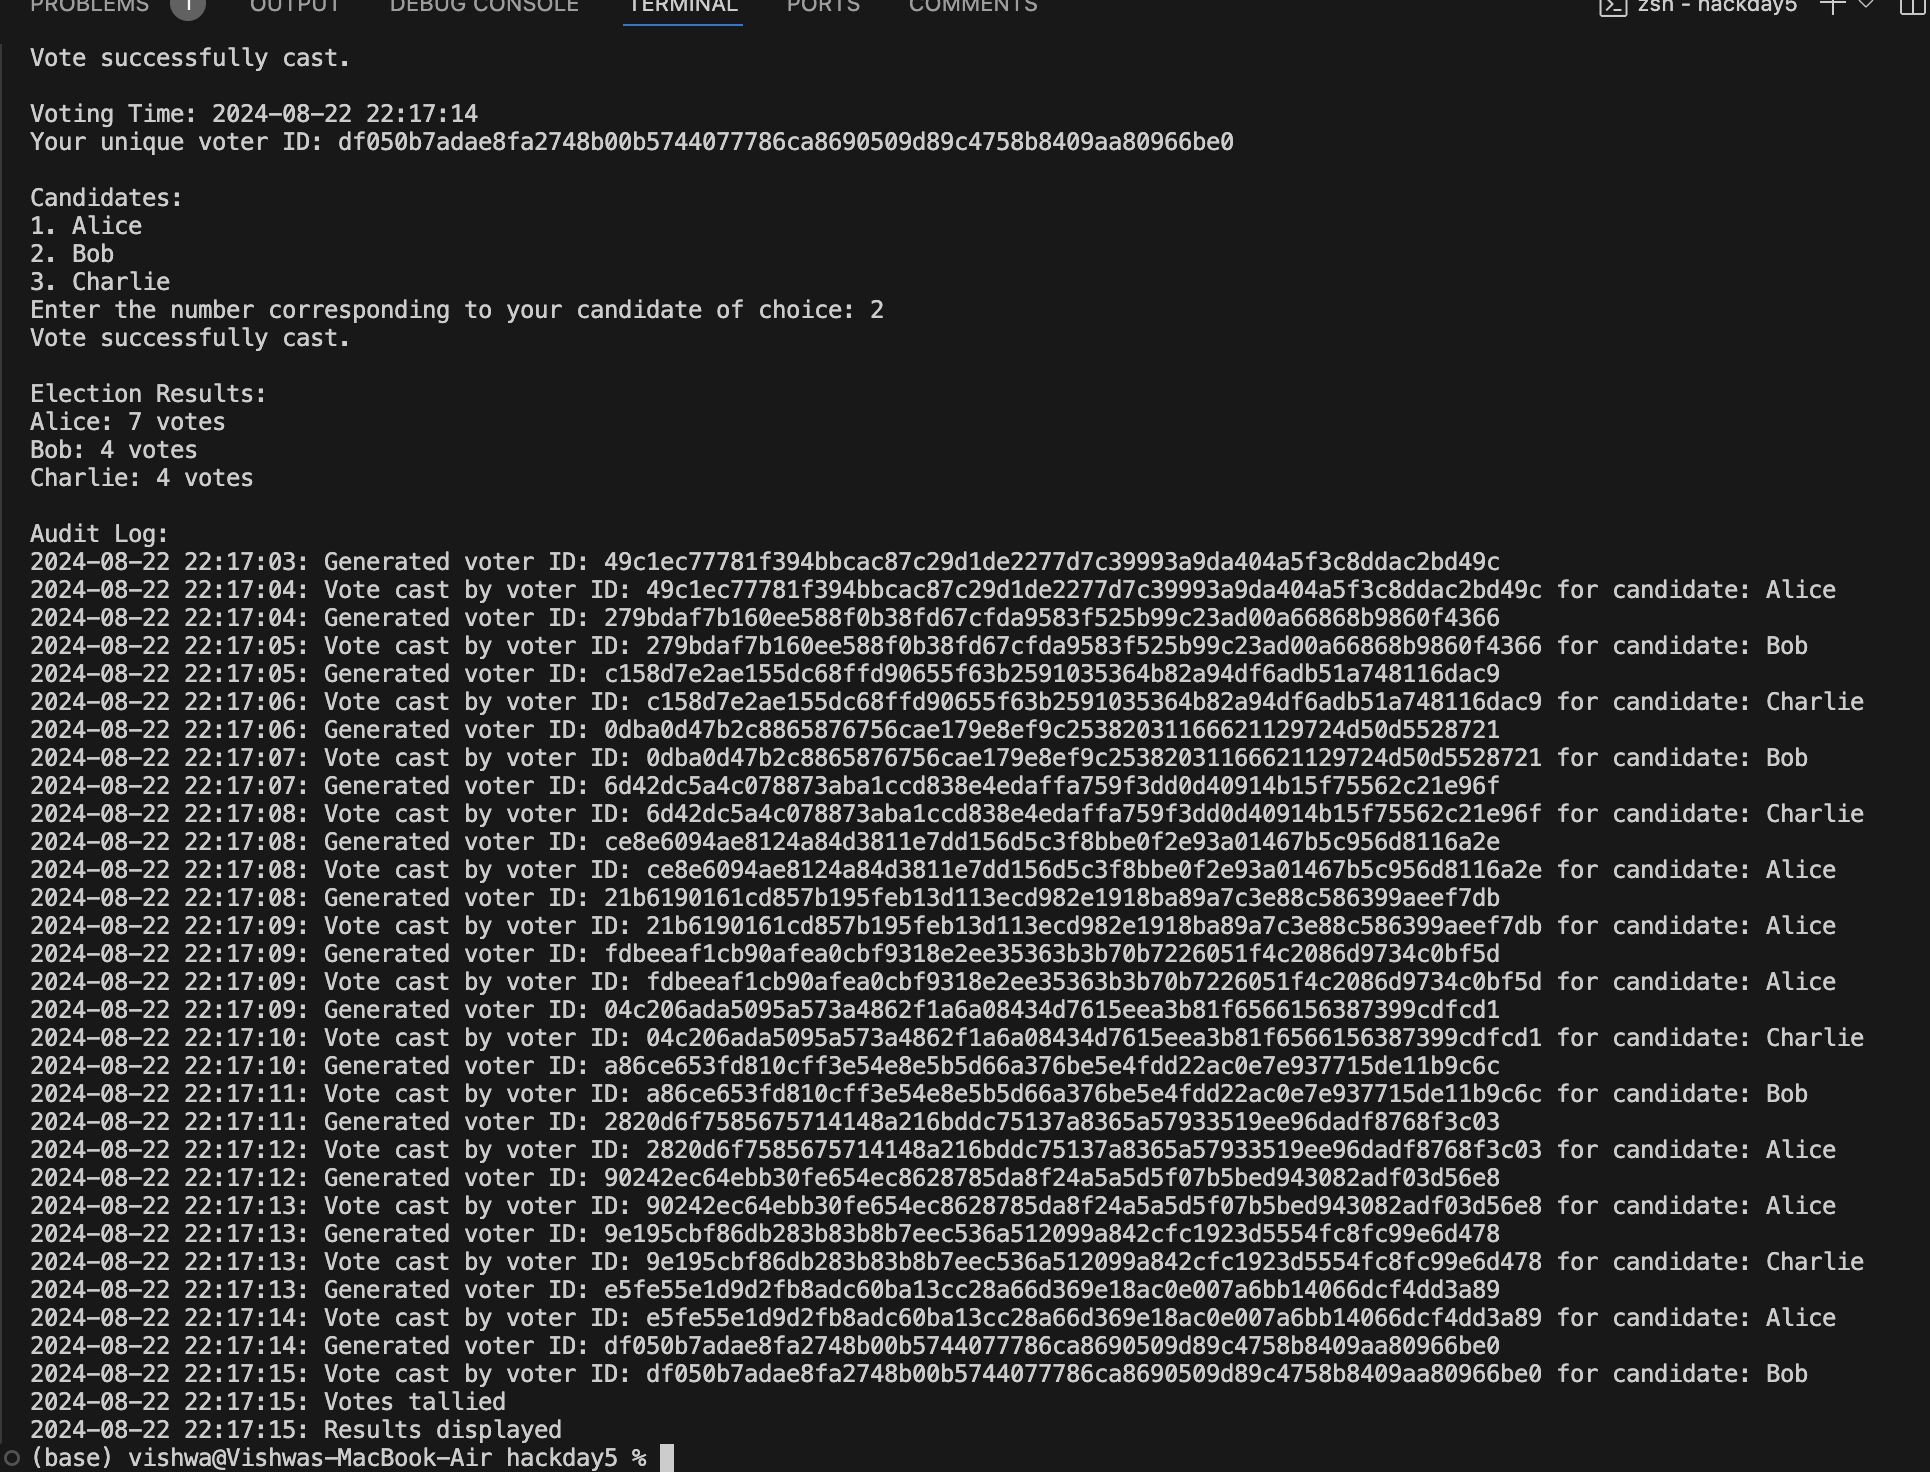 PROBLEMS 1 OUTPUT DEBUG CONSOLE TERMINAL PORTS COMMENTS zsh - hackday5
Vote successfully cast.
Voting Time: 2024-08-22 22:17:14
Your unique voter ID: df050b7adae8fa2748b00b5744077786ca8690509d89c4758b8409aa80966be0
Candidates:
1. Alice
2. Bob
3. Charlie
Enter the number corresponding to your candidate of choice: 2
Vote successfully cast.
Election Results:
Alice: 7 votes
Bob: 4 votes
Charlie: 4 votes
Audit Log:
2024-08-22 22:17:03: Generated voter ID: 49c1ec77781f394bbcac87c29d1de2277d7c39993a9da404a5f3c8ddac2bd49c
2024-08-22 22:17:04: Vote cast by voter ID: 49c1ec77781f394bbcac87c29d1de2277d7c39993a9da404a5f3c8ddac2bd49c for candidate: Alice
2024-08-22 22:17:04: Generated voter ID: 279bdaf7b160ee588f0b38fd67cfda9583f525b99c23ad00a66868b9860f4366
2024-08-22 22:17:05: Vote cast by voter ID: 279bdaf7b160ee588f0b38fd67cfda9583f525b99c23ad00a66868b9860f4366 for candidate: Bob
2024-08-22 22:17:05: Generated voter ID: c158d7e2ae155dc68ffd90655f63b2591035364b82a94df6adb51a748116dac9
2024-08-22 22:17:06: Vote cast by voter ID: c158d7e2ae155dc68ffd90655f63b2591035364b82a94df6adb51a748116dac9 for candidate: Charlie
2024-08-22 22:17:06: Generated voter ID: 0dba0d47b2c8865876756cae179e8ef9c25382031166621129724d50d5528721
2024-08-22 22:17:07: Vote cast by voter ID: 0dba0d47b2c8865876756cae179e8ef9c25382031166621129724d50d5528721 for candidate: Bob
2024-08-22 22:17:07: Generated voter ID: 6d42dc5a4c078873aba1ccd838e4edaffa759f3dd0d40914b15f75562c21e96f
2024-08-22 22:17:08: Vote cast by voter ID: 6d42dc5a4c078873aba1ccd838e4edaffa759f3dd0d40914b15f75562c21e96f for candidate: Charlie
2024-08-22 22:17:08: Generated voter ID: ce8e6094ae8124a84d3811e7dd156d5c3f8bbe0f2e93a01467b5c956d8116a2e
2024-08-22 22:17:08: Vote cast by voter ID: ce8e6094ae8124a84d3811e7dd156d5c3f8bbe0f2e93a01467b5c956d8116a2e for candidate: Alice
2024-08-22 22:17:08: Generated voter ID: 21b6190161cd857b195feb13d113ecd982e1918ba89a7c3e88c586399aeef7db
2024-08-22 22:17:09: Vote cast by voter ID: 21b6190161cd857b195feb13d113ecd982e1918ba89a7c3e88c586399aeef7db for candidate: Alice
2024-08-22 22:17:09: Generated voter ID: fdbeeaf1cb90afea0cbf9318e2ee35363b3b70b7226051f4c2086d9734c0bf5d
2024-08-22 22:17:09: Vote cast by voter ID: fdbeeaf1cb90afea0cbf9318e2ee35363b3b70b7226051f4c2086d9734c0bf5d for candidate: Alice
2024-08-22 22:17:09: Generated voter ID: 04c206ada5095a573a4862f1a6a08434d7615eea3b81f6566156387399cdfcd1
2024-08-22 22:17:10: Vote cast by voter ID: 04c206ada5095a573a4862f1a6a08434d7615eea3b81f6566156387399cdfcd1 for candidate: Charlie
2024-08-22 22:17:10: Generated voter ID: a86ce653fd810cff3e54e8e5b5d66a376be5e4fdd22ac0e7e937715de11b9c6c
2024-08-22 22:17:11: Vote cast by voter ID: a86ce653fd810cff3e54e8e5b5d66a376be5e4fdd22ac0e7e937715de11b9c6c for candidate: Bob
2024-08-22 22:17:11: Generated voter ID: 2820d6f7585675714148a216bddc75137a8365a57933519ee96dadf8768f3c03
2024-08-22 22:17:12: Vote cast by voter ID: 2820d6f7585675714148a216bddc75137a8365a57933519ee96dadf8768f3c03 for candidate: Alice
2024-08-22 22:17:12: Generated voter ID: 90242ec64ebb30fe654ec8628785da8f24a5a5d5f07b5bed943082adf03d56e8
2024-08-22 22:17:13: Vote cast by voter ID: 90242ec64ebb30fe654ec8628785da8f24a5a5d5f07b5bed943082adf03d56e8 for candidate: Alice
2024-08-22 22:17:13: Generated voter ID: 9e195cbf86db283b83b8b7eec536a512099a842cfc1923d5554fc8fc99e6d478
2024-08-22 22:17:13: Vote cast by voter ID: 9e195cbf86db283b83b8b7eec536a512099a842cfc1923d5554fc8fc99e6d478 for candidate: Charlie
2024-08-22 22:17:13: Generated voter ID: e5fe55e1d9d2fb8adc60ba13cc28a66d369e18ac0e007a6bb14066dcf4dd3a89
2024-08-22 22:17:14: Vote cast by voter ID: e5fe55e1d9d2fb8adc60ba13cc28a66d369e18ac0e007a6bb14066dcf4dd3a89 for candidate: Alice
2024-08-22 22:17:14: Generated voter ID: df050b7adae8fa2748b00b5744077786ca8690509d89c4758b8409aa80966be0
2024-08-22 22:17:15: Vote cast by voter ID: df050b7adae8fa2748b00b5744077786ca8690509d89c4758b8409aa80966be0 for candidate: Bob
2024-08-22 22:17:15: Votes tallied
2024-08-22 22:17:15: Results displayed
(base) vishwa@Vishwas-MacBook-Air hackday5 %